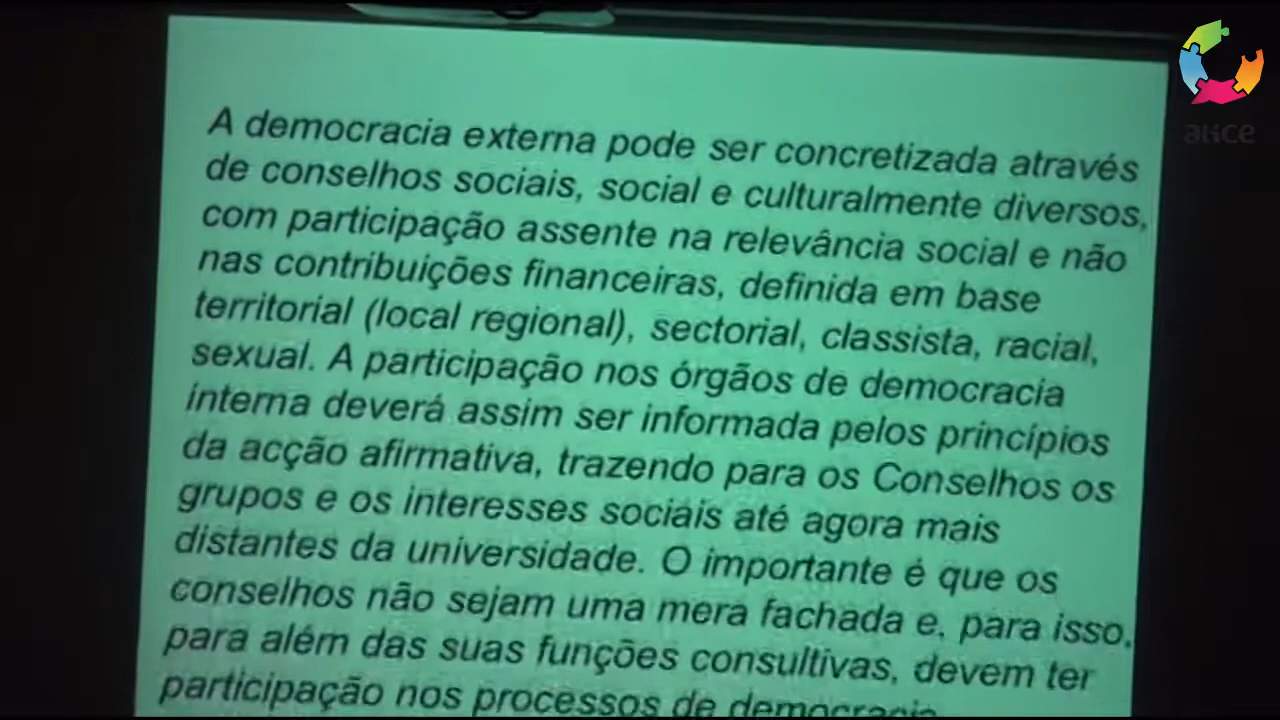 alice
A democracia externa pode ser concretizada através
de conselhos sociais, social e culturalmente diversos,
com participação assente na relevância social e não
nas contribuições financeiras, definida em base
territorial (local regional), sectorial, classista, racial,
sexual. A participação nos órgãos de democracia
interna deverá assim ser informada pelos princípios
da acção afirmativa, trazendo para os Conselhos os
grupos e os interesses sociais até agora mais
distantes da universidade. O importante é que os
conselhos não sejam uma mera fachada e, para isso,
para além das suas funções consultivas, devem ter
participação nos processos de democracia